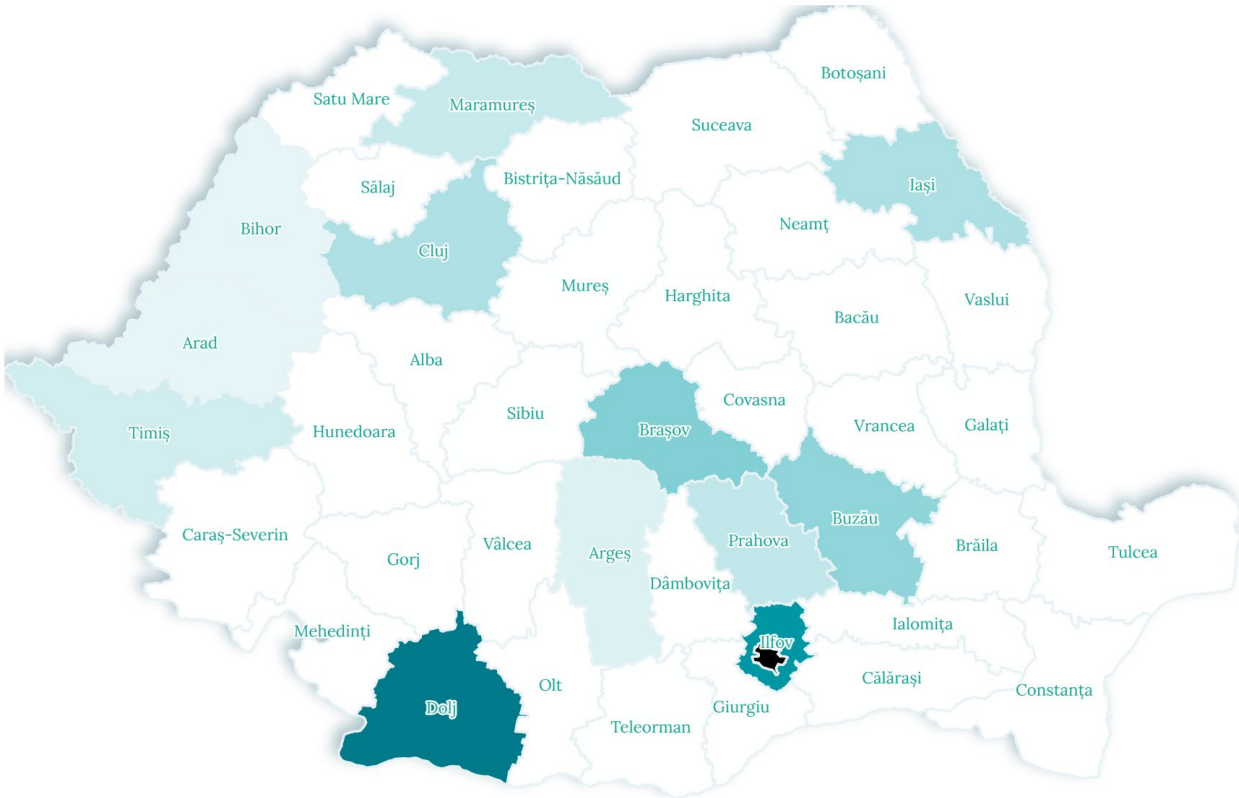 Botoșani
Satu Mare
Maramureș
Suceava
Iași
Sălaj
Bistrița-Năsăud
Neamț
Bihor
Cluj
Mureș
Harghita
Vaslui
Bacău
Arad
Alba
Covasna
Sibiu
Brașov
Vrancea
Galați
Timiș
Hunedoara
Buzău
Caraș-Severin
Prahova
Vâlcea
Argeș
Brăila
Tulcea
Gorj
Dâmbovița
Mehedinți
Ialomița
Ilfov
Călărași
Olt
Constanța
Dolj
Giurgiu
Teleorman